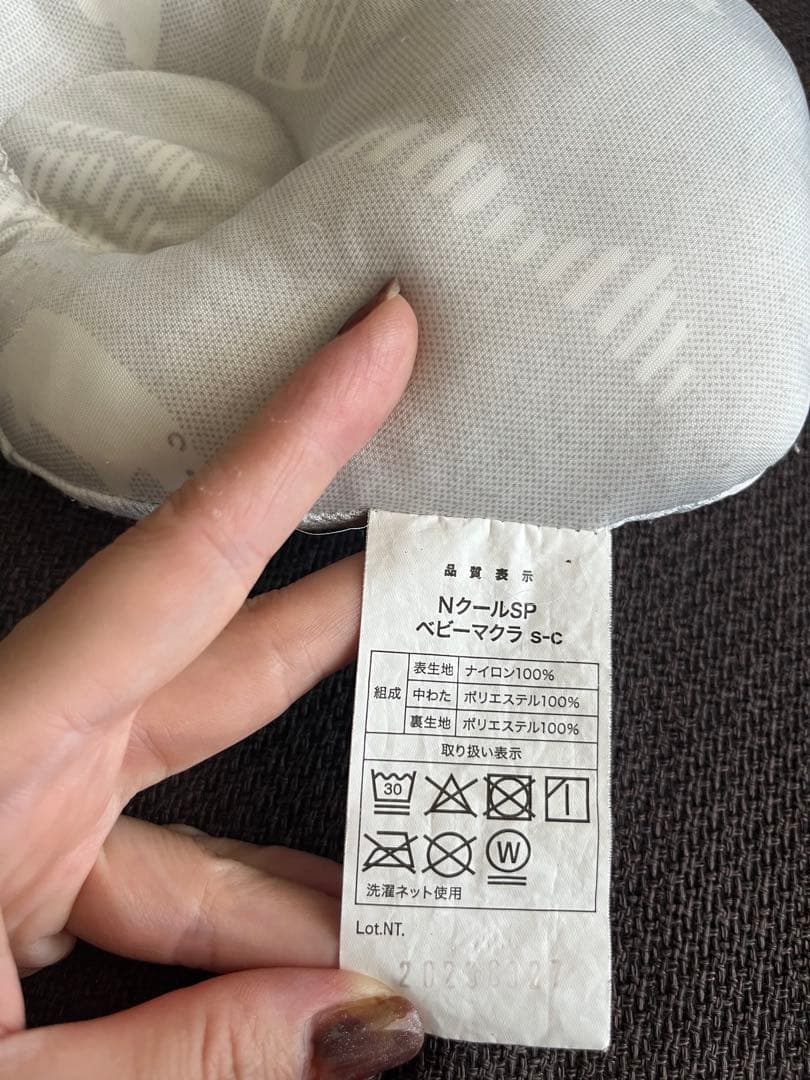 品質表示
NクールSP
ベビーマクラ s-c
組成
表生地 ナイロン100%
中わた ポリエステル100%
裏生地 ポリエステル100%
取り扱い表示
30
W
洗濯ネット使用
Lot.NT.